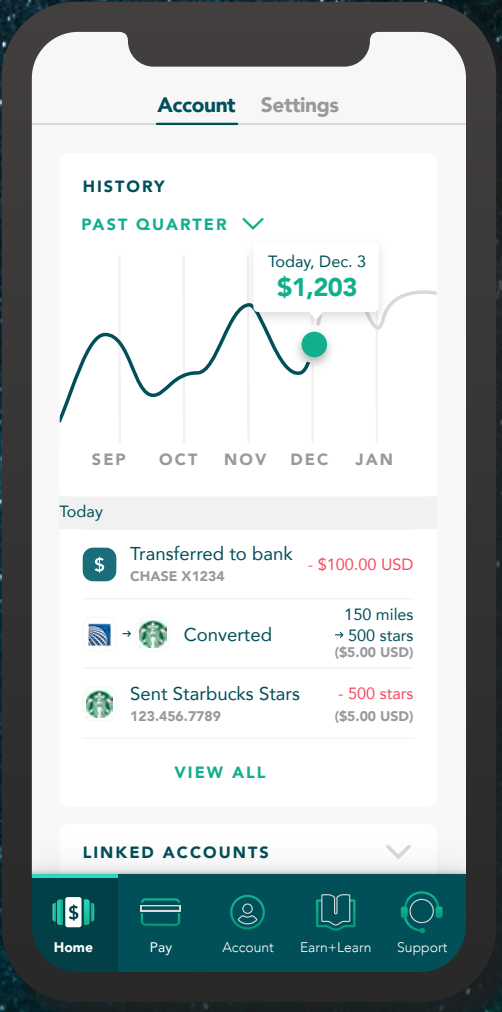 Account Settings
HISTORY
PAST QUARTER
Today, Dec. 3
$1,203
SEP OCT NOV DEC JAN
Today
$ Transferred to bank - $100.00 USD
CHASE X1234
150 miles
→ Converted → 500 stars
($5.00 USD)
Sent Starbucks Stars - 500 stars
123.456.7789 ($5.00 USD)
VIEW ALL
LINKED ACCOUNTS
$
Home Pay Account Earn+Learn Support